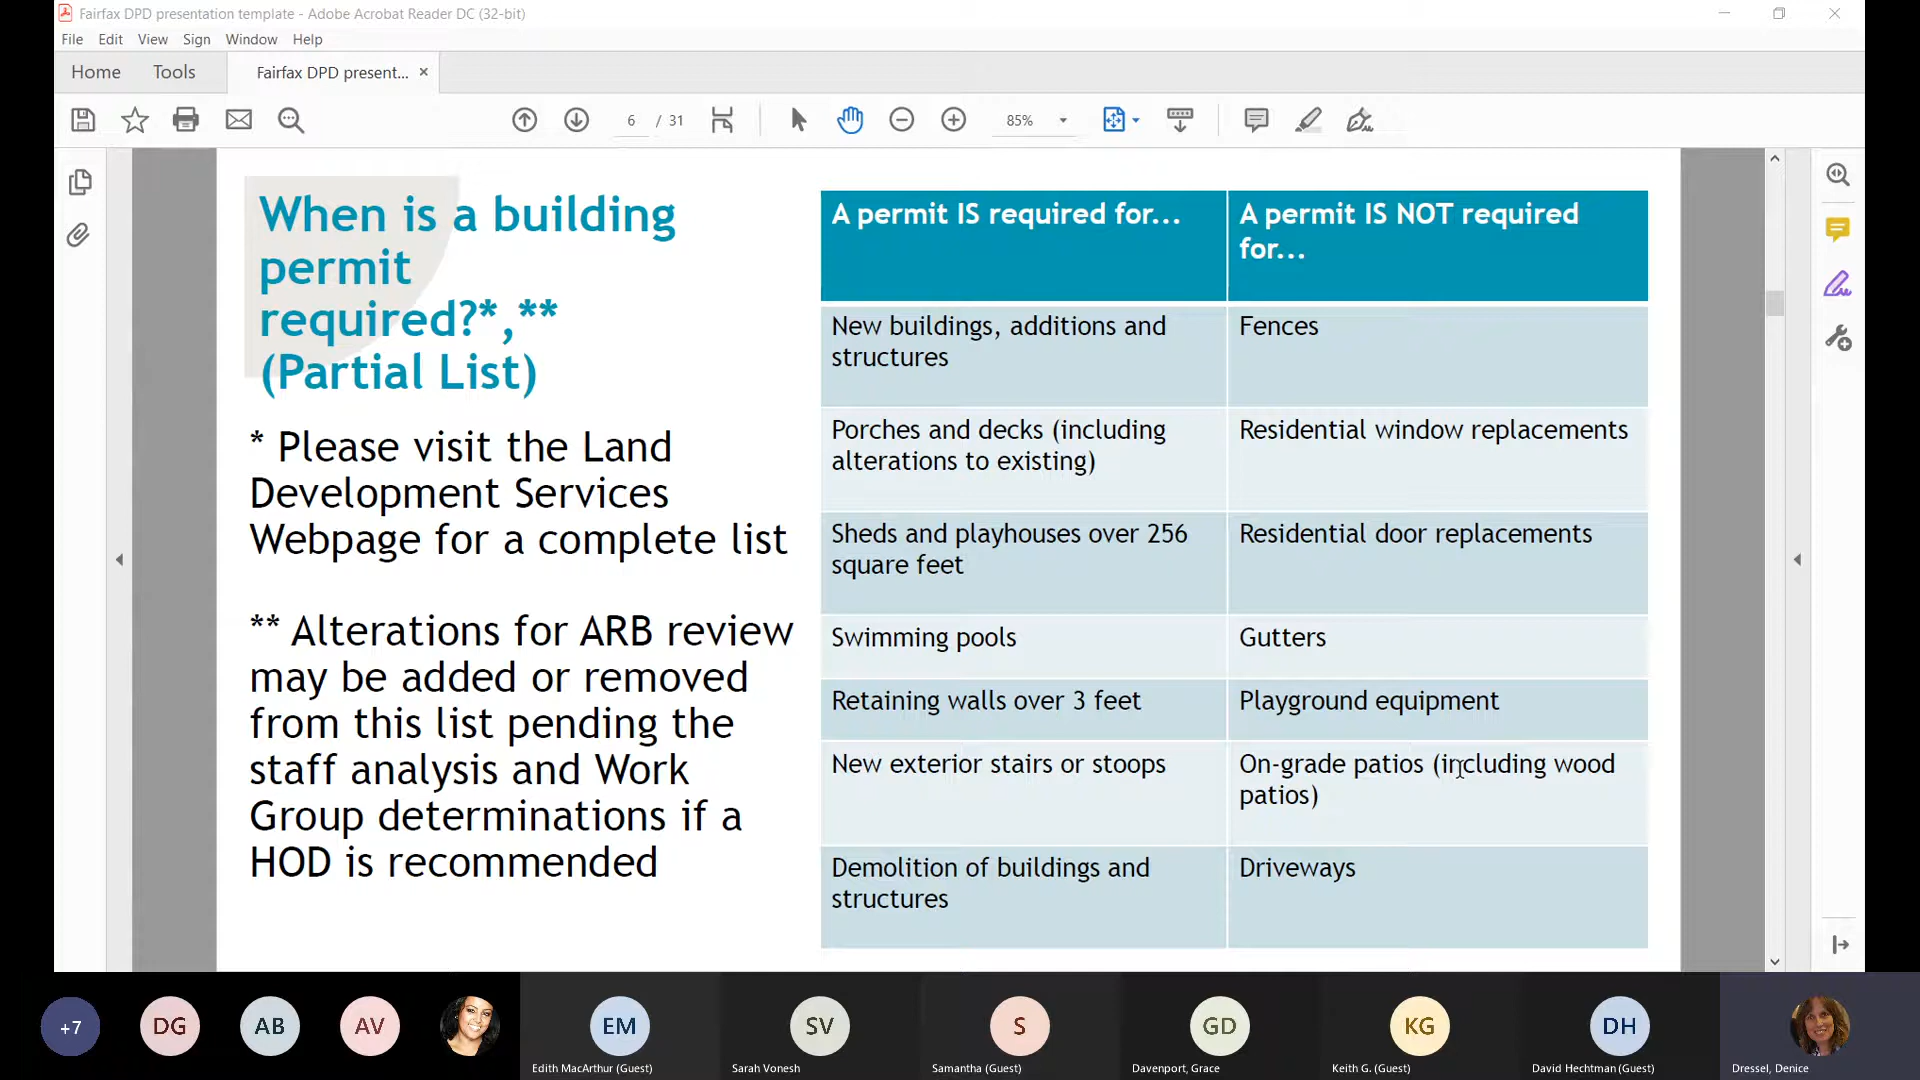 Fairfax DPD presentation template - Adobe Acrobat Reader DC (32-bit)
File Edit View Sign Window Help
Home Tools Fairfax DPD present... ×
6 / 31 85%
When is a building
permit
required?*,**
(Partial List)
* Please visit the Land
Development Services
Webpage for a complete list
** Alterations for ARB review
may be added or removed
from this list pending the
staff analysis and Work
Group determinations if a
HOD is recommended
A permit IS required for...
A permit IS NOT required
for...
New buildings, additions and
structures
Fences
Porches and decks (including
alterations to existing)
Residential window replacements
Sheds and playhouses over 256
square feet
Residential door replacements
Swimming pools
Gutters
Retaining walls over 3 feet
Playground equipment
New exterior stairs or stoops
On-grade patios (including wood
patios)
Demolition of buildings and
structures
Driveways
+7 DG AB AV EM SV S GD KG DH
Edith MacArthur (Guest) Sarah Vonesh Samantha (Guest) Davenport, Grace Keith G. (Guest) David Hechtman (Guest) Dressel, Denice